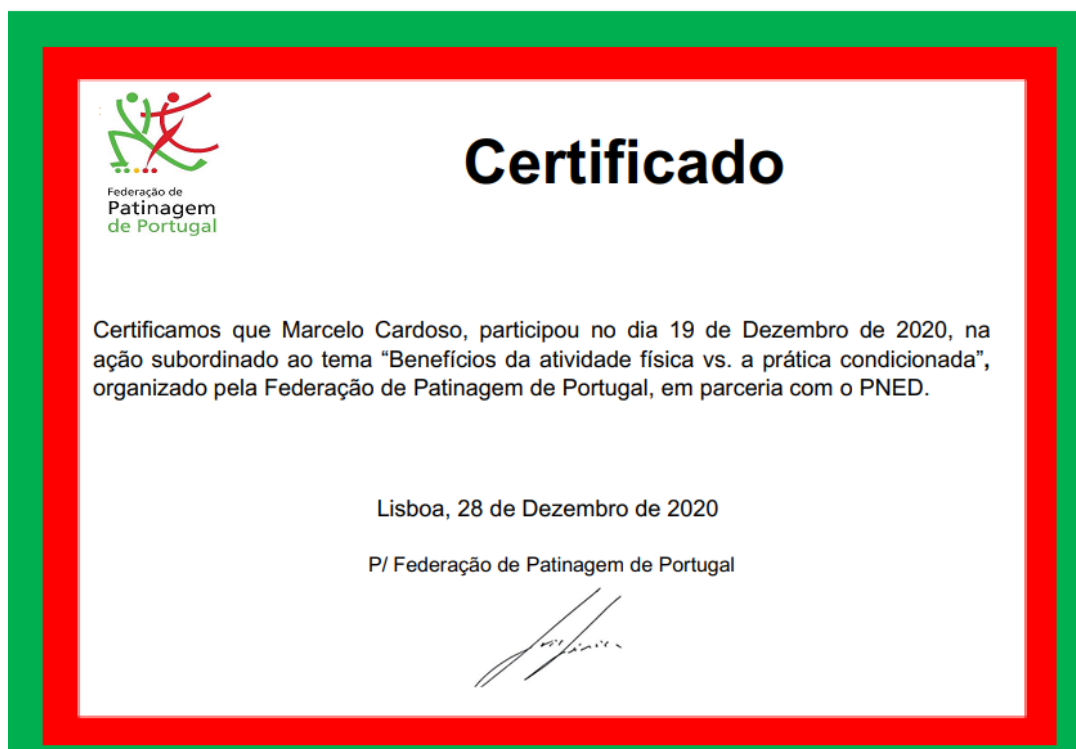 Federação de
Patinagem
de Portugal
Certificado
Certificamos que Marcelo Cardoso, participou no dia 19 de Dezembro de 2020, na
ação subordinado ao tema “Benefícios da atividade física vs. a prática condicionada”,
organizado pela Federação de Patinagem de Portugal, em parceria com o PNED.
Lisboa, 28 de Dezembro de 2020
P/ Federação de Patinagem de Portugal